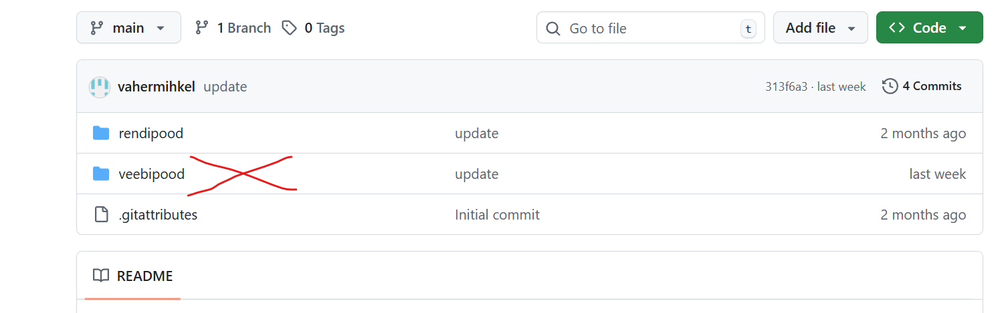 main 1 Branch 0 Tags Go to file t Add file Code
vahermihkel update 313f6a3 · last week 4 Commits
rendipood update 2 months ago
veebipood update last week
.gitattributes Initial commit 2 months ago
README